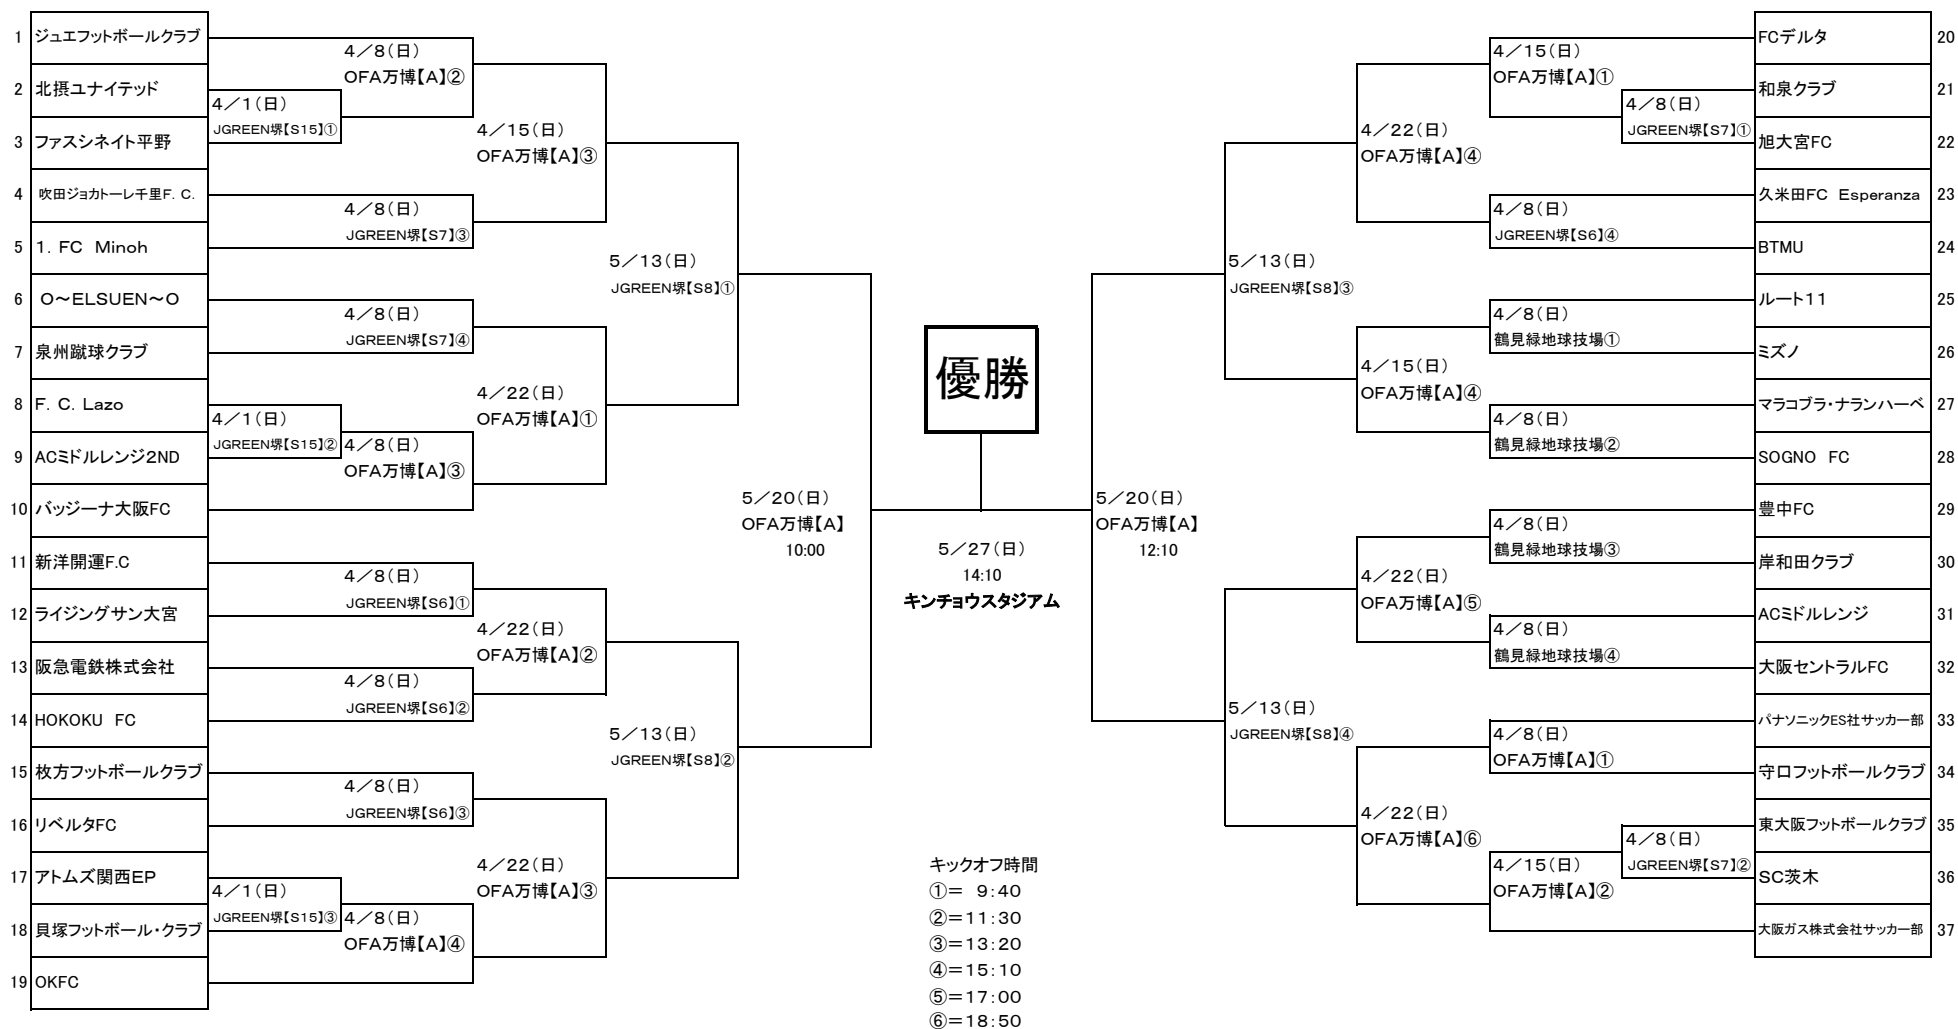 1 ジュエフットボールクラブ
2 北摂ユナイテッド
3 ファスシネイト平野
4 吹田ジョカトーレ千里F．C．
5 1．FC　Minoh
6 O～ELSUEN～O
7 泉州蹴球クラブ
8 F．C．Lazo
9 ACミドルレンジ2ND
10 バッジーナ大阪FC
11 新洋開運F.C
12 ライジングサン大宮
13 阪急電鉄株式会社
14 HOKOKU　FC
15 枚方フットボールクラブ
16 リベルタFC
17 アトムズ関西EP
18 貝塚フットボール・クラブ
19 OKFC
4／1（日）
JGREEN堺【S15】①
4／1（日）
JGREEN堺【S15】②
4／1（日）
JGREEN堺【S15】③
4／8（日）
OFA万博【A】②
4／8（日）
JGREEN堺【S7】③
4／8（日）
JGREEN堺【S7】④
4／8（日）
OFA万博【A】③
4／8（日）
JGREEN堺【S6】①
4／8（日）
JGREEN堺【S6】②
4／8（日）
JGREEN堺【S6】③
4／8（日）
OFA万博【A】④
4／15（日）
OFA万博【A】③
4／22（日）
OFA万博【A】①
4／22（日）
OFA万博【A】②
4／22（日）
OFA万博【A】③
5／13（日）
JGREEN堺【S8】①
5／13（日）
JGREEN堺【S8】②
5／20（日）
OFA万博【A】
10:00
優勝
5／27（日）
14:10
キンチョウスタジアム
キックオフ時間
①＝　9：40
②＝11：30
③＝13：20
④＝15：10
⑤＝17：00
⑥＝18：50
5／20（日）
OFA万博【A】
12:10
5／13（日）
JGREEN堺【S8】③
5／13（日）
JGREEN堺【S8】④
4／22（日）
OFA万博【A】④
4／15（日）
OFA万博【A】④
4／22（日）
OFA万博【A】⑤
4／22（日）
OFA万博【A】⑥
4／15（日）
OFA万博【A】①
4／8（日）
JGREEN堺【S6】④
4／8（日）
鶴見緑地球技場①
4／8（日）
鶴見緑地球技場②
4／8（日）
鶴見緑地球技場③
4／8（日）
鶴見緑地球技場④
4／8（日）
OFA万博【A】①
4／15（日）
OFA万博【A】②
4／8（日）
JGREEN堺【S7】①
4／8（日）
JGREEN堺【S7】②
FCデルタ 20
和泉クラブ 21
旭大宮FC 22
久米田FC　Esperanza 23
BTMU 24
ルート11 25
ミズノ 26
マラコブラ・ナランハーベ 27
SOGNO　FC 28
豊中FC 29
岸和田クラブ 30
ACミドルレンジ 31
大阪セントラルFC 32
パナソニックES社サッカー部 33
守口フットボールクラブ 34
東大阪フットボールクラブ 35
SC茨木 36
大阪ガス株式会社サッカー部 37